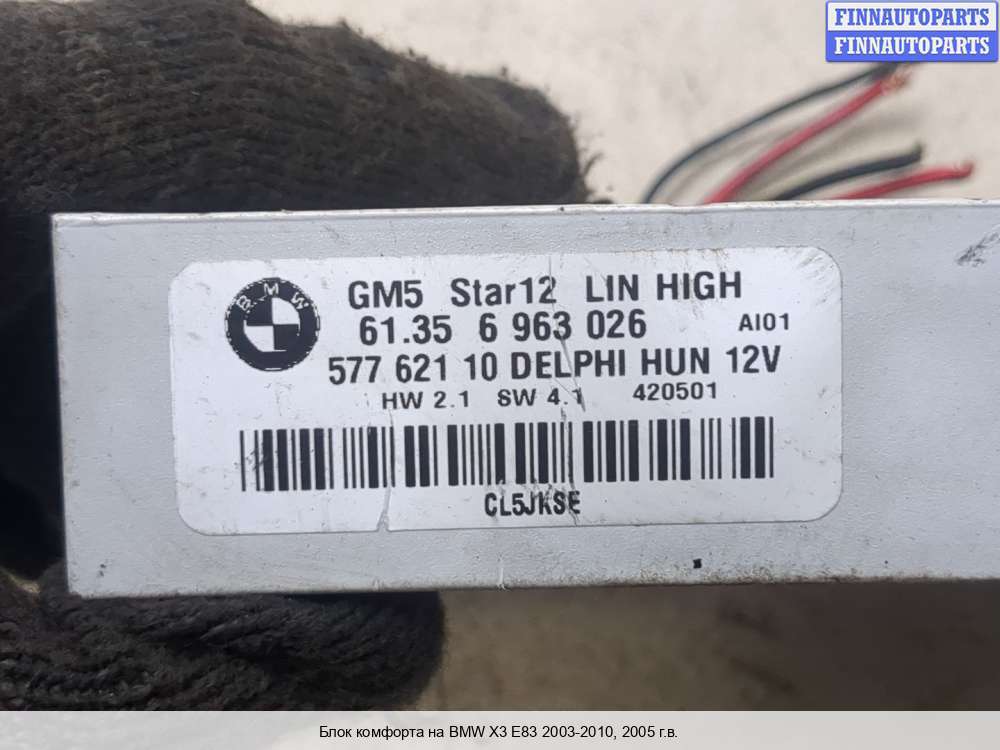 FINNAUTOPARTS
FINNAUTOPARTS
BMW
GM5 Star12 LIN HIGH
61.35 6 963 026 AI01
577 621 10 DELPHI HUN 12V
HW 2.1 SW 4.1 420501
CL5JKSE
Блок комфорта на BMW X3 E83 2003-2010, 2005 г.в.